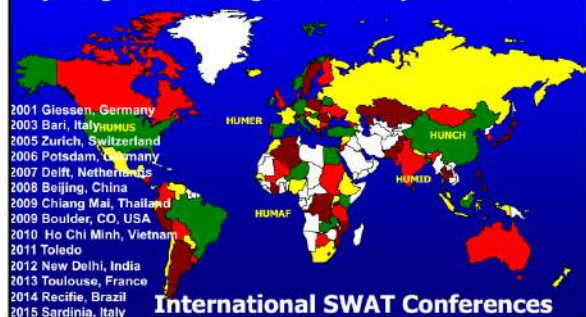 2001 Giessen, Germany
2003 Bari, Italy
2005 Zurich, Switzerland
2006 Potsdam, Germany
2007 Delft, Netherlands
2008 Beijing, China
2009 Chiang Mai, Thailand
2009 Boulder, CO, USA
2010 Ho Chi Minh, Vietnam
2011 Toledo
2012 New Delhi, India
2013 Toulouse, France
2014 Recifie, Brazil
2015 Sardinia, Italy
HUMUS
HUMER
HUNCH
HUMID
HUMAF
International SWAT Conferences